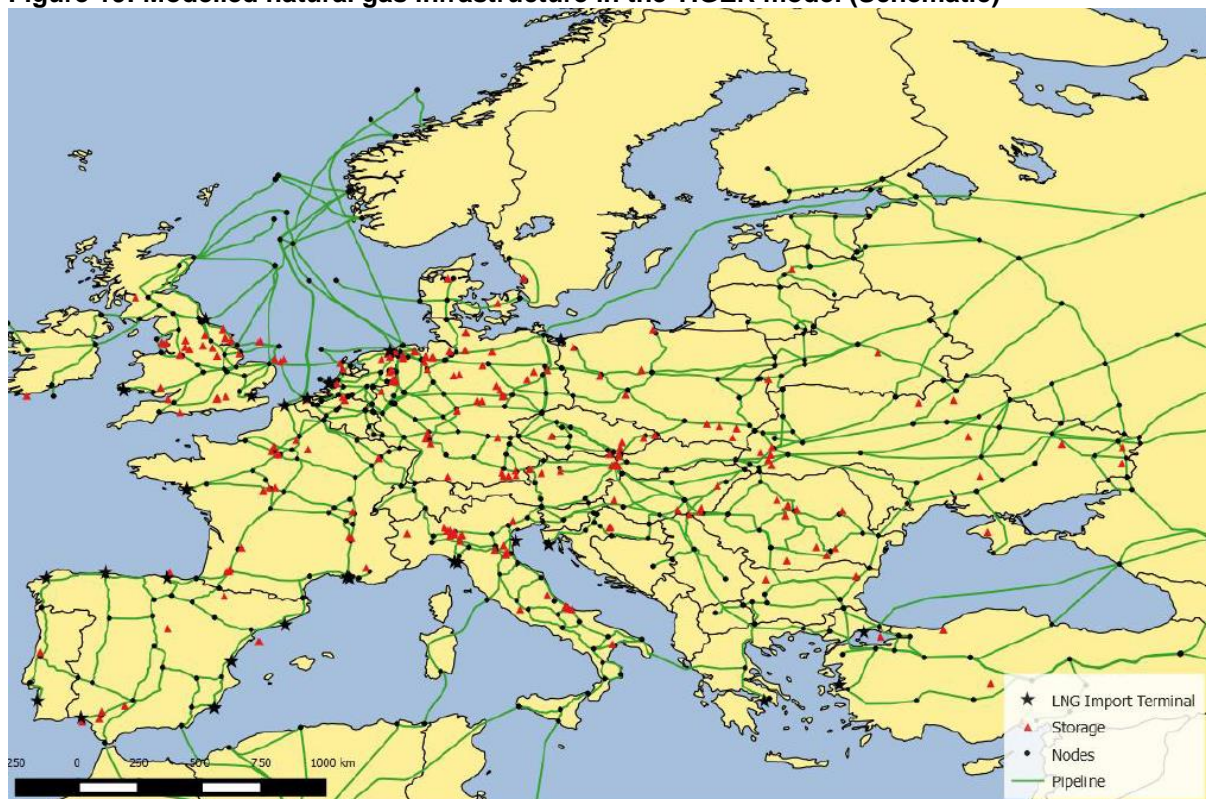 Figure 10: Modelled natural gas infrastructure in the TIGER model (Schematic)
LNG Import Terminal
Storage
Nodes
Pipeline
250 0 250 500 750 1000 km